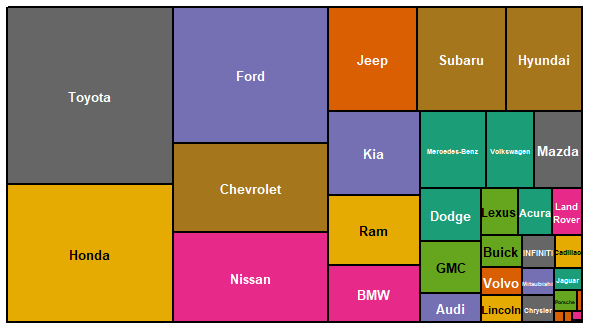 Toyota
Ford
Jeep
Subaru
Hyundai
Chevrolet
Kia
Mercedes-Benz
Volkswagen
Mazda
Honda
Nissan
Ram
BMW
Dodge
GMC
Audi
Lexus
Acura
Land
Rover
Buick
INFINITI
Cadillac
Volvo
Mitsubishi
Jaguar
Lincoln
Chrysler
Porsche